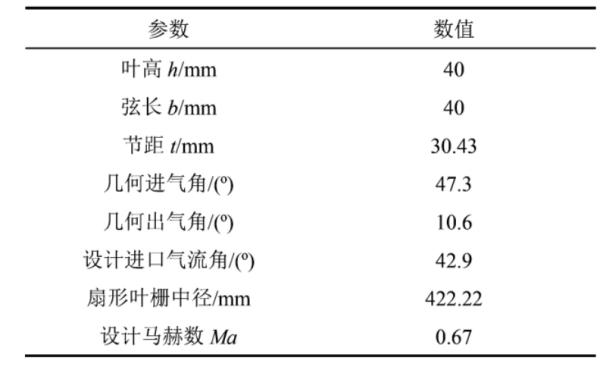 参数 数值
叶高 h/mm 40
弦长 b/mm 40
节距 t/mm 30.43
几何进气角/(º) 47.3
几何出气角/(º) 10.6
设计进口气流角/(º) 42.9
扇形叶栅中径/mm 422.22
设计马赫数 Ma 0.67